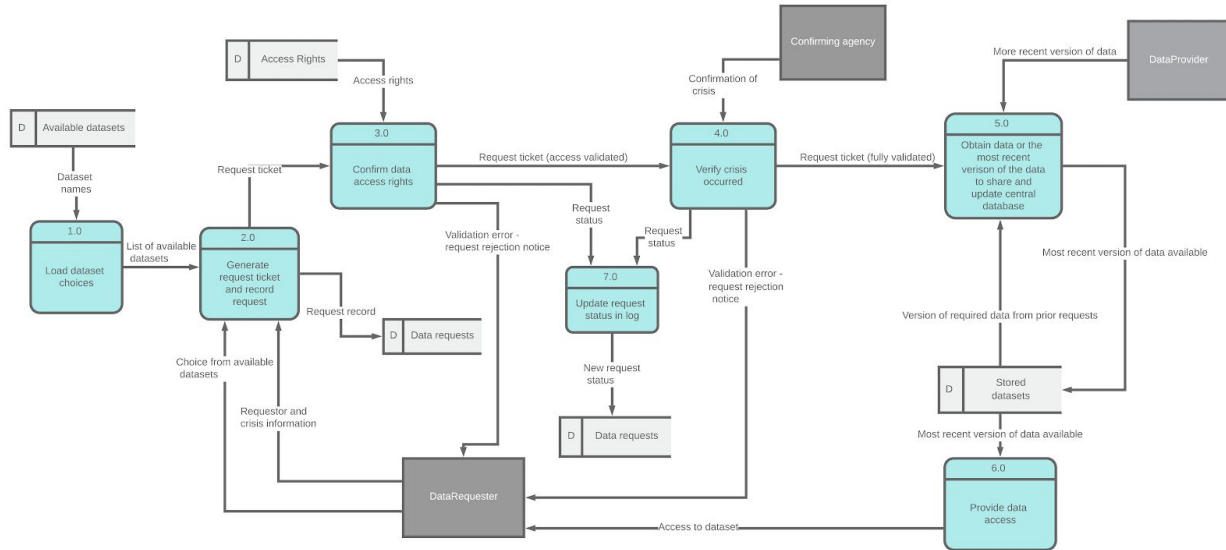 Confirming agency
More recent version of data
DataProvider
D
Access Rights
Access rights
Confirmation of
crisis
D
Available datasets
3.0
Confirm data
access rights
4.0
Verify crisis
occurred
5.0
Obtain data or the
most recent
verison of the data
to share and
update central
database
Request ticket
Request ticket (access validated)
Request ticket (fully validated)
Dataset
names
1.0
Load dataset
choices
List of available
datasets
2.0
Generate
request ticket
and record
request
Request
status
Request
status
Validation error -
request rejection notice
Validation error -
request rejection
notice
Most recent version of data available
7.0
Update request
status in log
Request record
D
Data requests
Version of required data from prior requests
Choice from available
datasets
New request
status
D
Stored
datasets
Requestor and
crisis information
D
Data requests
Most recent version of data available
6.0
Provide data
access
DataRequester
Access to dataset